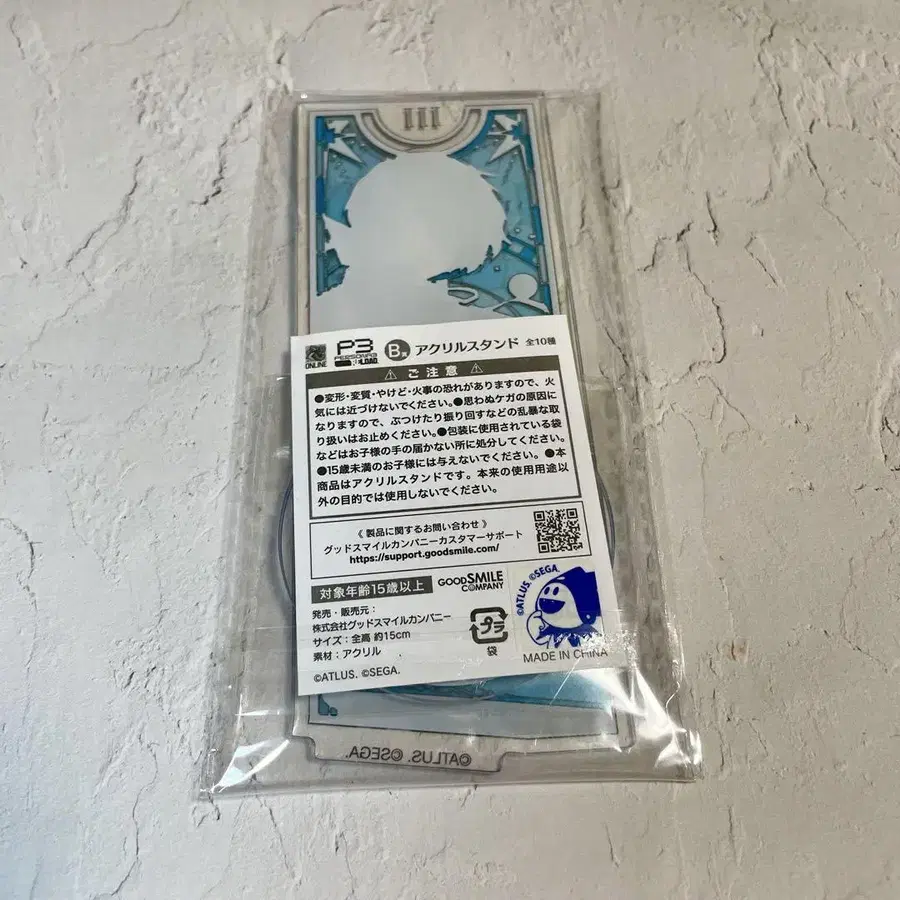 III
ONLINE
P3
PERSONA3
RELOAD
B賞 アクリルスタンド 全10種
⚠ ご注意 ⚠
●変形・変質・やけど・火事の恐れがありますので、火
気には近づけないでください。●思わぬケガの原因に
なりますので、ぶつけたり振り回すなどの乱暴な取
り扱いはお止めください。●包装に使用されている袋
などはお子様の手の届かない所に処分してください。
●15歳未満のお子様には与えないでください。●本
商品はアクリルスタンドです。本来の使用用途以
外の目的では使用しないでください。
《 製品に関するお問い合わせ 》
グッドスマイルカンパニーカスタマーサポート
https://support.goodsmile.com/
対象年齢15歳以上
GOOD SMILE
COMPANY
©ATLUS. ©SEGA.
発売・販売元：
株式会社グッドスマイルカンパニー
サイズ：全高 約15cm
素材：アクリル
プラ
袋
MADE IN CHINA
©ATLUS. ©SEGA.
©ATLUS. ©SEGA.